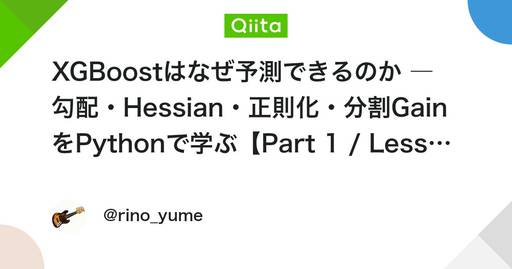 Qiita
XGBoostはなぜ予測できるのか ―
勾配・Hessian・正則化・分割Gain
をPythonで学ぶ【Part 1 / Less…
@rino_yume